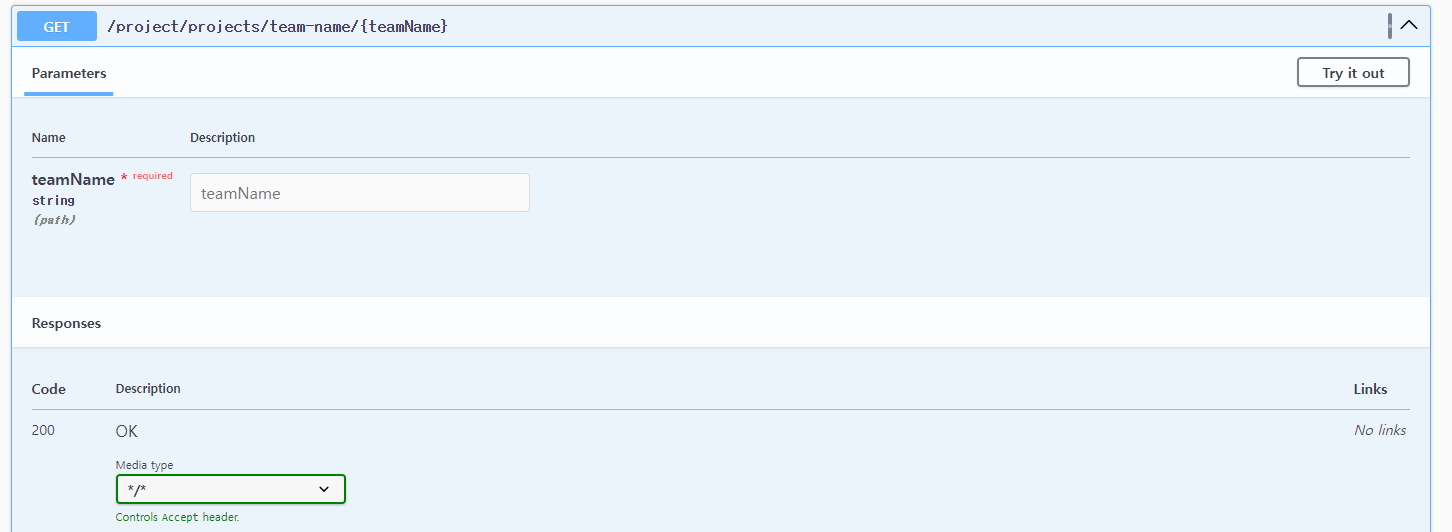 GET /project/projects/team-name/{teamName}
Parameters
Try it out
Name Description
teamName * required
teamName
string
(path)
Responses
Code Description Links
200 OK No links
Media type
*/*
Controls Accept header.